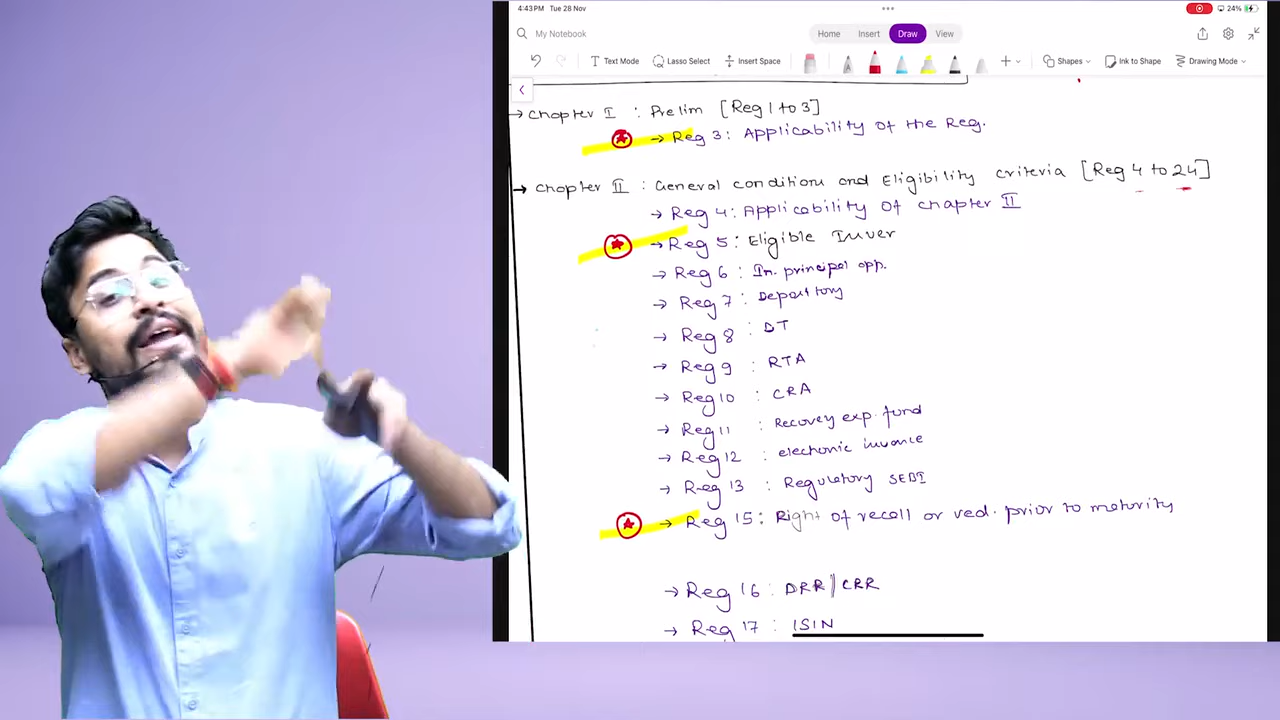 4:43 PM Tue 28 Nov
24%
My Notebook
Home Insert Draw View
Text Mode Lasso Select Insert Space Shapes Ink to Shape Drawing Mode
→ Chapter I : Prelim [Reg 1 to 3]
→ Reg 3: Applicability of the Reg.
→ Chapter II : General condition and Eligibility criteria [Reg 4 to 24]
→ Reg 4: Applicability of chapter II
→ Reg 5: Eligible
→ Reg 6 : In. principal app.
→ Reg 7 : Depository
→ Reg 8 : DT
→ Reg 9 : RTA
→ Reg 10 : CRA
→ Reg 11 : Recovery exp. fund
→ Reg 12 : electronic issuance
→ Reg 13 : Regulatory SEBI
→ Reg 15: Right of recall or red. prior to maturity
→ Reg 16 : DRR/CRR
→ Reg 17 : ISIN